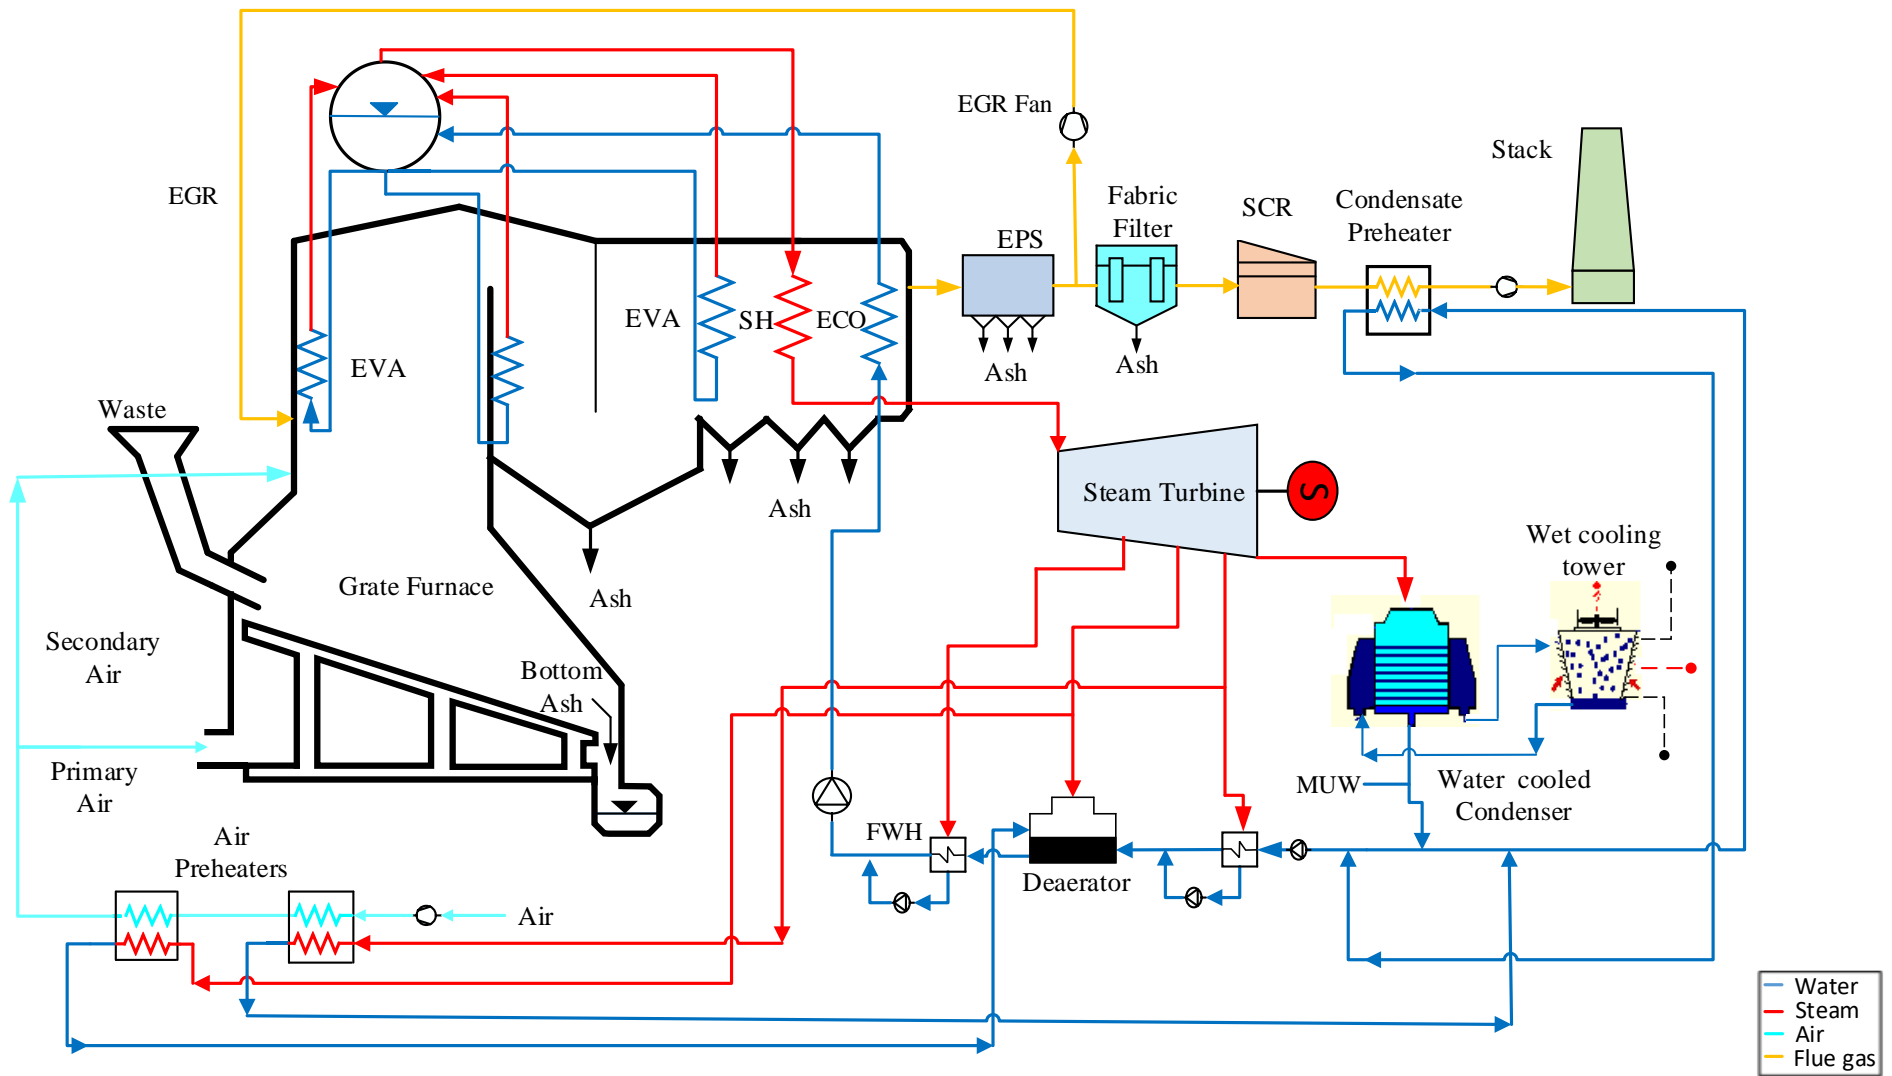 EGR Fan
Stack
EGR
Fabric
Filter
SCR
Condensate
Preheater
EPS
EVA
SH
ECO
EVA
Ash
Ash
Waste
Steam Turbine
S
Ash
Wet cooling
tower
Grate Furnace
Ash
Secondary
Air
Bottom
Ash
Primary
Air
MUW
Water cooled
Condenser
Air
Preheaters
FWH
Deaerator
Air
Water
Steam
Air
Flue gas